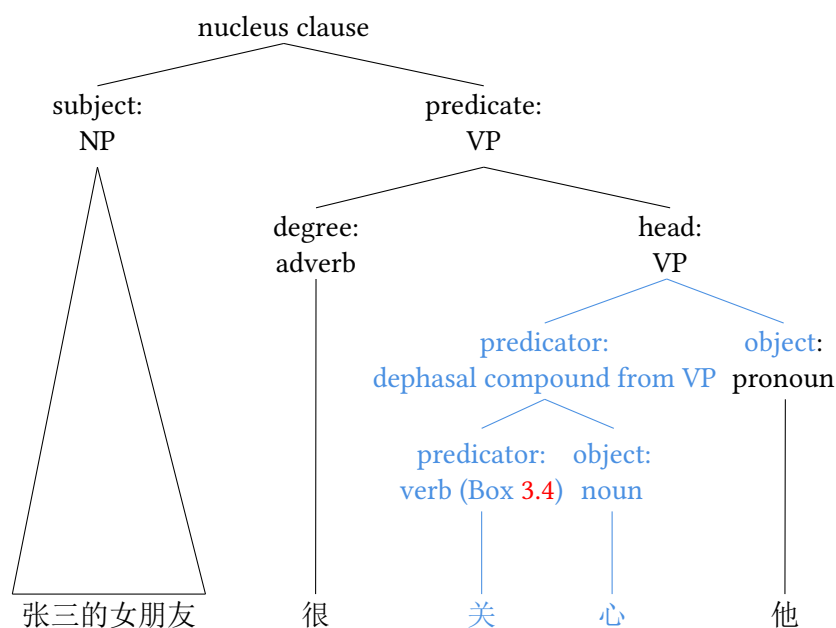 nucleus clause
subject: predicate:
NP VP
degree: head:
adverb VP
predicator: object:
dephasal compound from VP pronoun
predicator: object:
verb (Box 3.4) noun
张三的女朋友 很 关 心 他